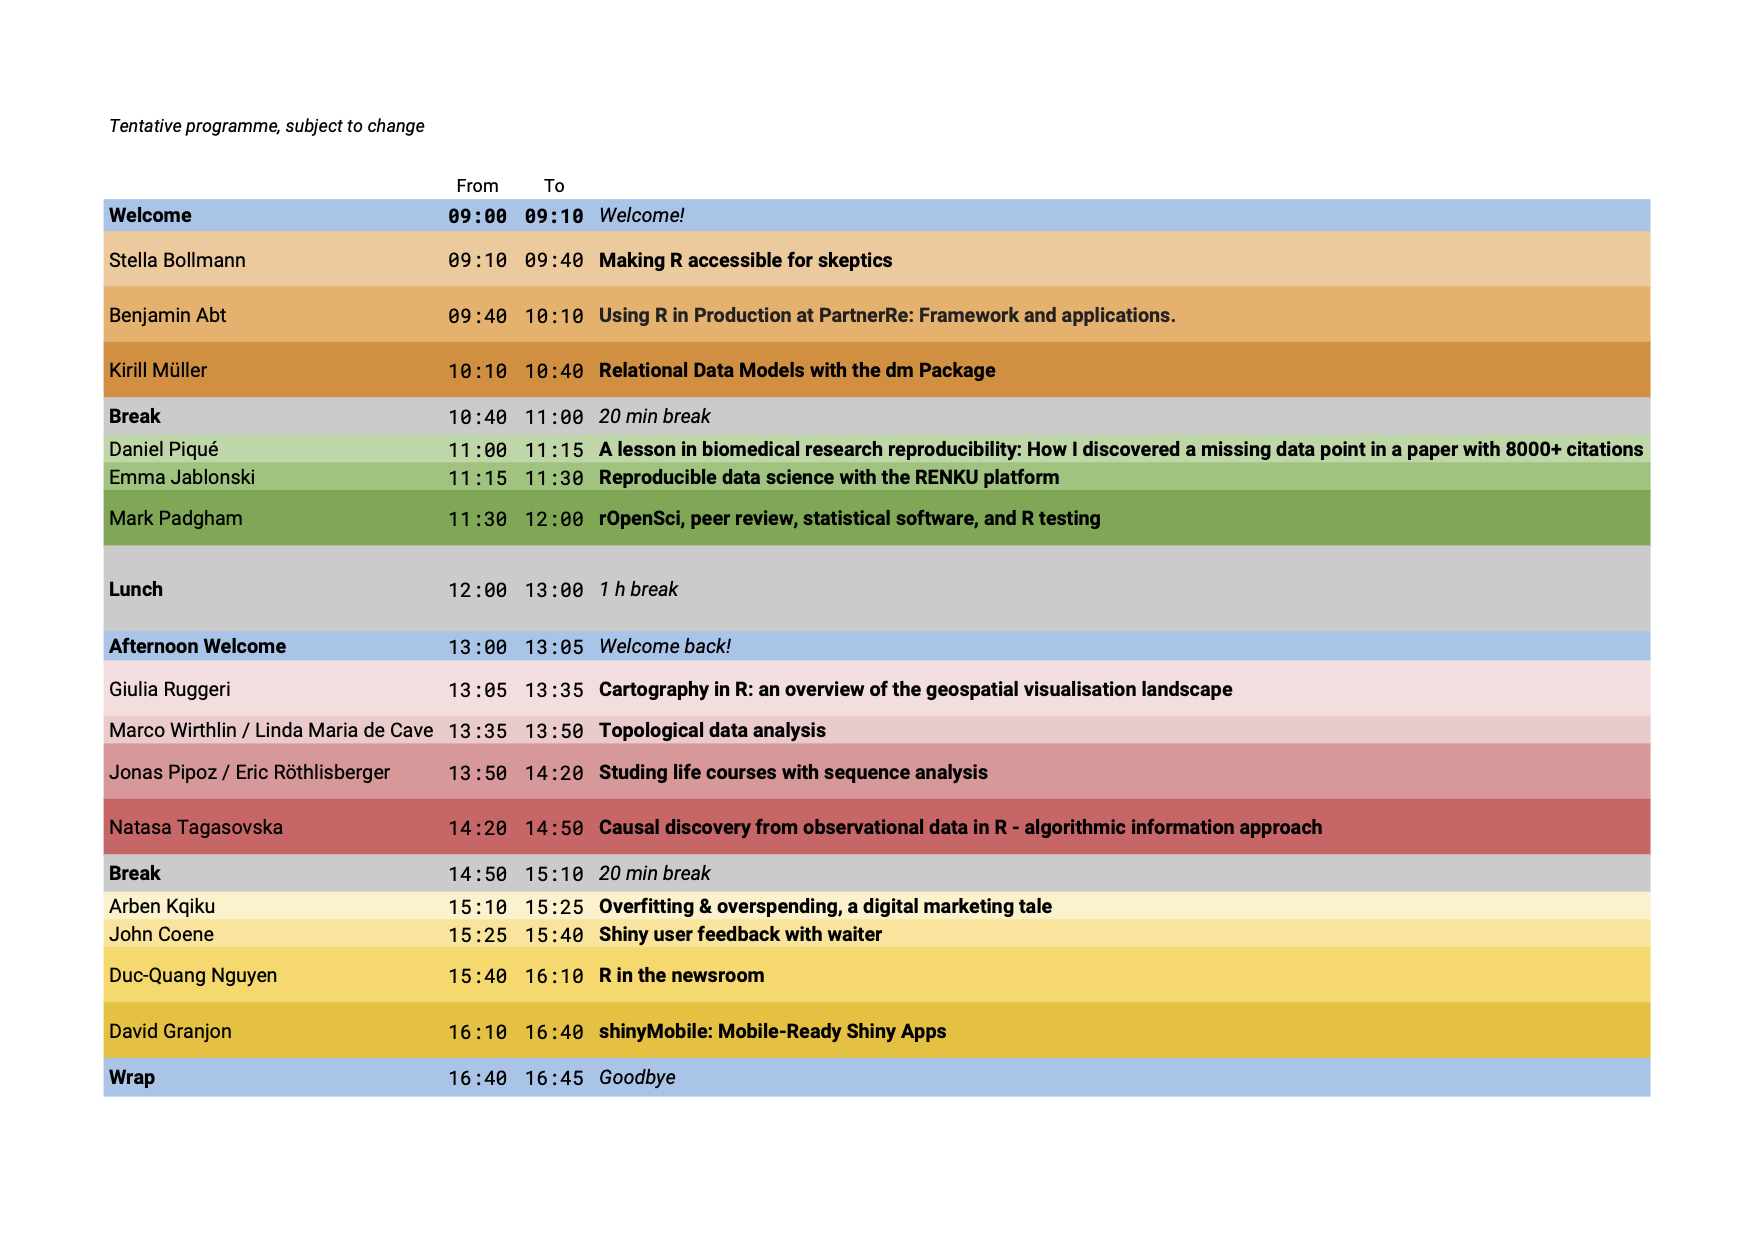 Tentative programme, subject to change
From To
Welcome 09:00 09:10 Welcome!
Stella Bollmann 09:10 09:40 Making R accessible for skeptics
Benjamin Abt 09:40 10:10 Using R in Production at PartnerRe: Framework and applications.
Kirill Müller 10:10 10:40 Relational Data Models with the dm Package
Break 10:40 11:00 20 min break
Daniel Piqué 11:00 11:15 A lesson in biomedical research reproducibility: How I discovered a missing data point in a paper with 8000+ citations
Emma Jablonski 11:15 11:30 Reproducible data science with the RENKU platform
Mark Padgham 11:30 12:00 rOpenSci, peer review, statistical software, and R testing
Lunch 12:00 13:00 1 h break
Afternoon Welcome 13:00 13:05 Welcome back!
Giulia Ruggeri 13:05 13:35 Cartography in R: an overview of the geospatial visualisation landscape
Marco Wirthlin / Linda Maria de Cave 13:35 13:50 Topological data analysis
Jonas Pipoz / Eric Röthlisberger 13:50 14:20 Studing life courses with sequence analysis
Natasa Tagasovska 14:20 14:50 Causal discovery from observational data in R - algorithmic information approach
Break 14:50 15:10 20 min break
Arben Kqiku 15:10 15:25 Overfitting & overspending, a digital marketing tale
John Coene 15:25 15:40 Shiny user feedback with waiter
Duc-Quang Nguyen 15:40 16:10 R in the newsroom
David Granjon 16:10 16:40 shinyMobile: Mobile-Ready Shiny Apps
Wrap 16:40 16:45 Goodbye